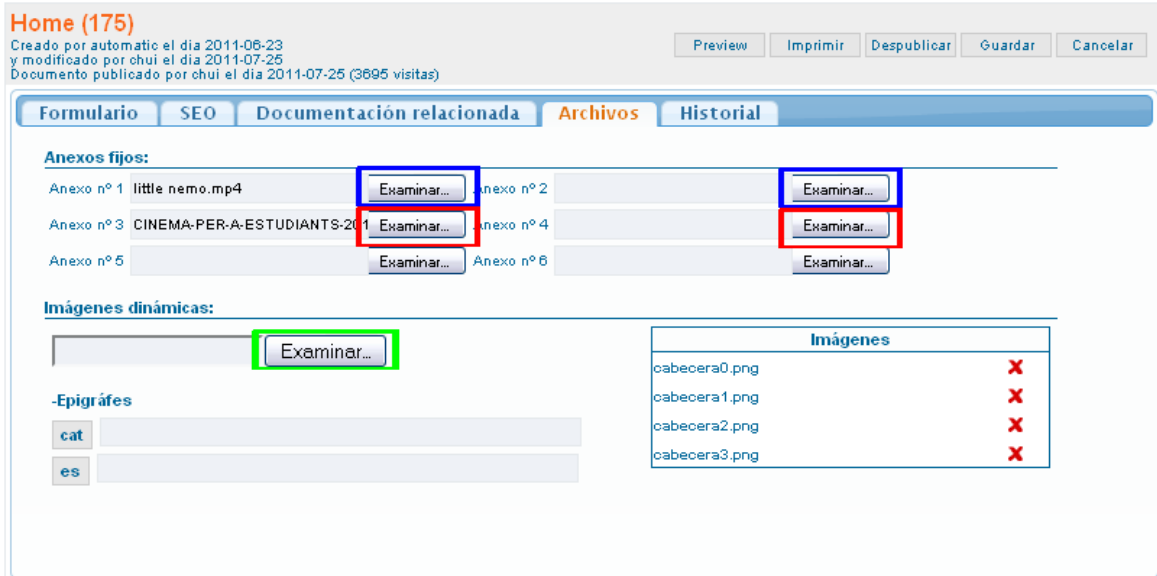 Home (175)
Creado por automatic el dia 2011-06-23
y modificado por chui el dia 2011-07-25
Documento publicado por chui el dia 2011-07-25 (3695 visitas)
Preview Imprimir Despublicar Guardar Cancelar
Formulario SEO Documentación relacionada Archivos Historial
Anexos fijos:
Anexo nº 1 little nemo.mp4 Examinar... Anexo nº 2 Examinar...
Anexo nº 3 CINEMA-PER-A-ESTUDIANTS-201 Examinar... Anexo nº 4 Examinar...
Anexo nº 5 Examinar... Anexo nº 6 Examinar...
Imágenes dinámicas:
Examinar...
Imágenes
cabecera0.png
cabecera1.png
cabecera2.png
cabecera3.png
-Epigráfes
cat
es